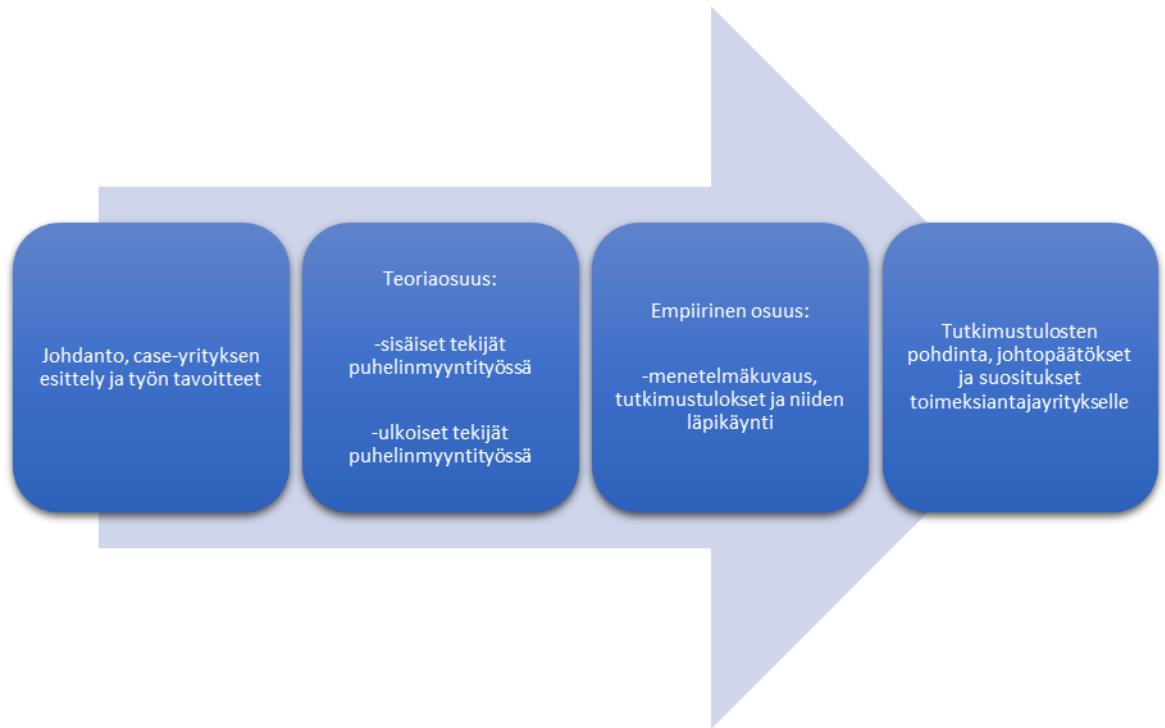 Johdanto, case-yrityksen
esittely ja työn tavoitteet
Teoriaosuus:
-sisäiset tekijät
puhelinmyyntityössä
-ulkoiset tekijät
puhelinmyyntityössä
Empiirinen osuus:
-menetelmäkuvaus,
tutkimustulokset ja niiden
läpikäynti
Tutkimustulosten
pohdinta, johtopäätökset
ja suositukset
toimeksiantajayritykselle